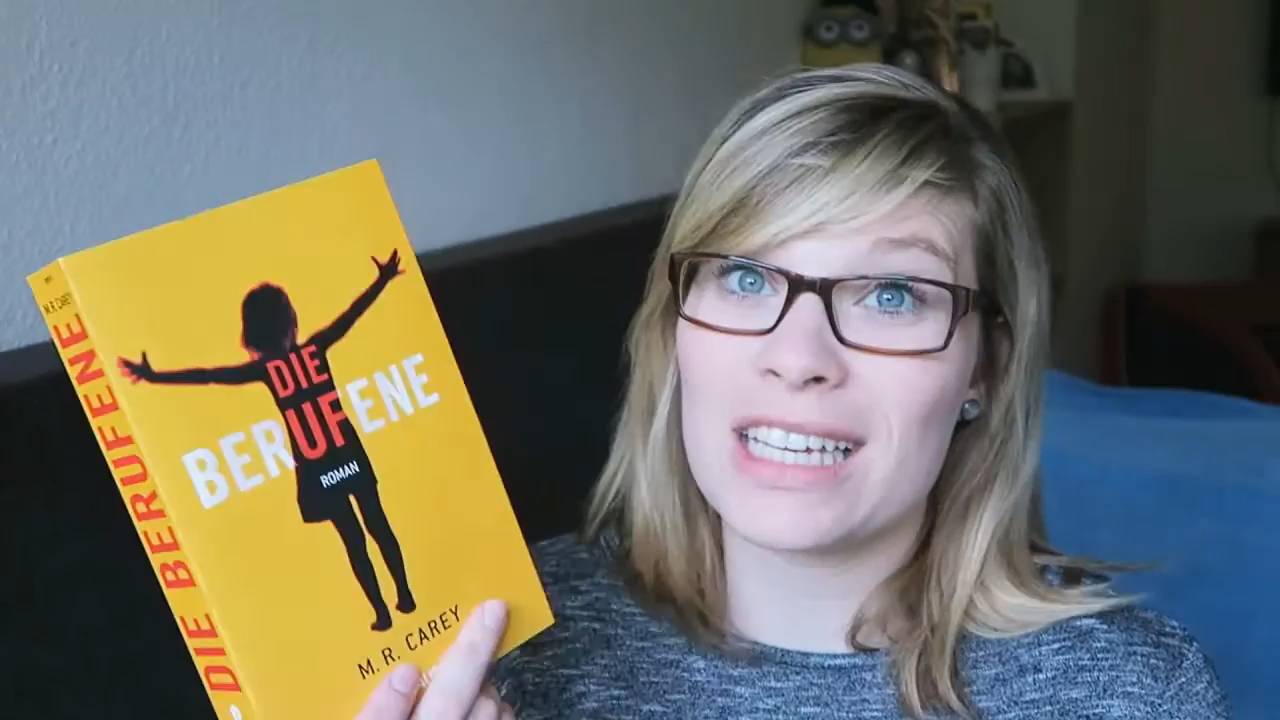 DIE
BERUFENE
ROMAN
M. R. CAREY
M. R. CAREY
DIE BERUFENE